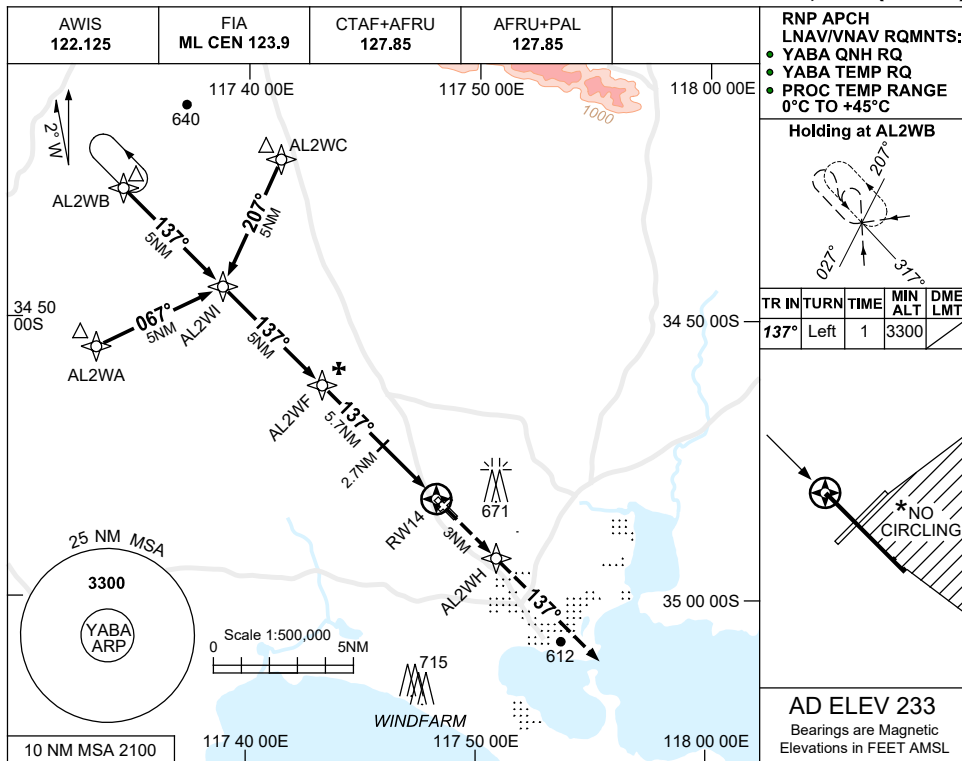 AWIS
122.125
FIA
ML CEN 123.9
CTAF+AFRU
127.85
AFRU+PAL
127.85
RNP APCH
LNAV/VNAV RQMNTS:
YABA QNH RQ
YABA TEMP RQ
PROC TEMP RANGE
0°C TO +45°C
117 40 00E
117 50 00E
118 00 00E
2° W
640
1000
AL2WC
AL2WB
137°
5NM
207°
5NM
34 50
00S
067°
5NM
AL2WI
AL2WA
137°
5NM
34 50 00S
AL2WF
137°
5.7NM
2.7NM
671
RW14
3NM
AL2WH
137°
35 00 00S
612
25 NM MSA
3300
YABA
ARP
Scale 1:500,000
0
5NM
715
WINDFARM
10 NM MSA 2100
117 40 00E
117 50 00E
118 00 00E
Holding at AL2WB
207°
027°
317°
TR IN TURN TIME MIN ALT DME LMT
137° Left 1 3300
*NO
CIRCLING
AD ELEV 233
Bearings are Magnetic
Elevations in FEET AMSL